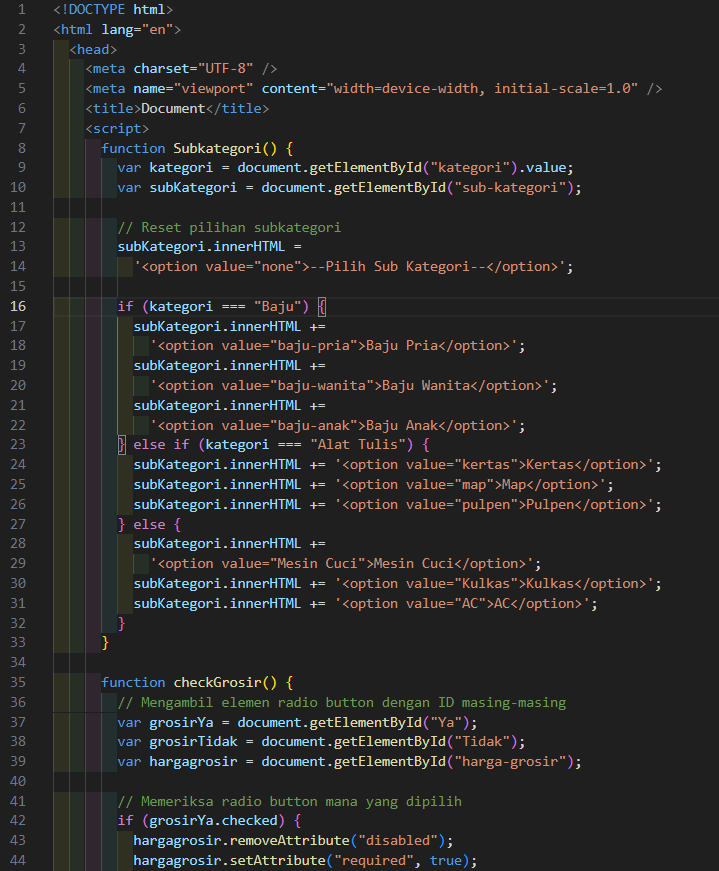 1 <!DOCTYPE html>
2 <html lang="en">
3 <head>
4 <meta charset="UTF-8" />
5 <meta name="viewport" content="width=device-width, initial-scale=1.0" />
6 <title>Document</title>
7 <script>
8 function Subkategori() {
9 var kategori = document.getElementById("kategori").value;
10 var subKategori = document.getElementById("sub-kategori");
11
12 // Reset pilihan subkategori
13 subKategori.innerHTML =
14 '<option value="none">--Pilih Sub Kategori--</option>';
15
16 if (kategori === "Baju") {
17 subKategori.innerHTML +=
18 '<option value="baju-pria">Baju Pria</option>';
19 subKategori.innerHTML +=
20 '<option value="baju-wanita">Baju Wanita</option>';
21 subKategori.innerHTML +=
22 '<option value="baju-anak">Baju Anak</option>';
23 } else if (kategori === "Alat Tulis") {
24 subKategori.innerHTML += '<option value="kertas">Kertas</option>';
25 subKategori.innerHTML += '<option value="map">Map</option>';
26 subKategori.innerHTML += '<option value="pulpen">Pulpen</option>';
27 } else {
28 subKategori.innerHTML +=
29 '<option value="Mesin Cuci">Mesin Cuci</option>';
30 subKategori.innerHTML += '<option value="Kulkas">Kulkas</option>';
31 subKategori.innerHTML += '<option value="AC">AC</option>';
32 }
33 }
34
35 function checkGrosir() {
36 // Mengambil elemen radio button dengan ID masing-masing
37 var grosirYa = document.getElementById("Ya");
38 var grosirTidak = document.getElementById("Tidak");
39 var hargagrosir = document.getElementById("harga-grosir");
40
41 // Memeriksa radio button mana yang dipilih
42 if (grosirYa.checked) {
43 hargagrosir.removeAttribute("disabled");
44 hargagrosir.setAttribute("required", true);